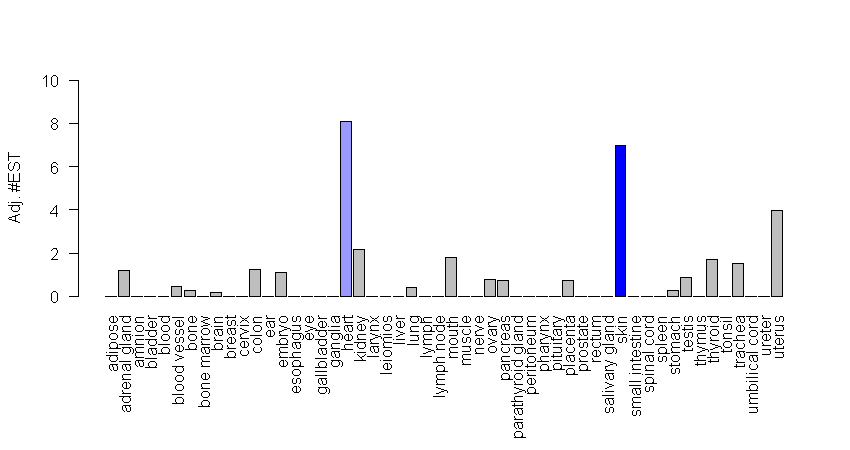 Adj. #EST
10
8
6
4
2
0
adipose
adrenal gland
amnion
bladder
blood
blood vessel
bone
bone marrow
brain
breast
cervix
colon
ear
embryo
esophagus
eye
gallbladder
ganglia
heart
kidney
larynx
leiomios
liver
lung
lymph
lymph node
mouth
muscle
nerve
ovary
pancreas
parathyroid gland
peritoneum
pharynx
pituitary
placenta
prostate
rectum
salivary gland
skin
small intestine
spinal cord
spleen
stomach
testis
thymus
thyroid
tonsil
trachea
umbilical cord
ureter
uterus